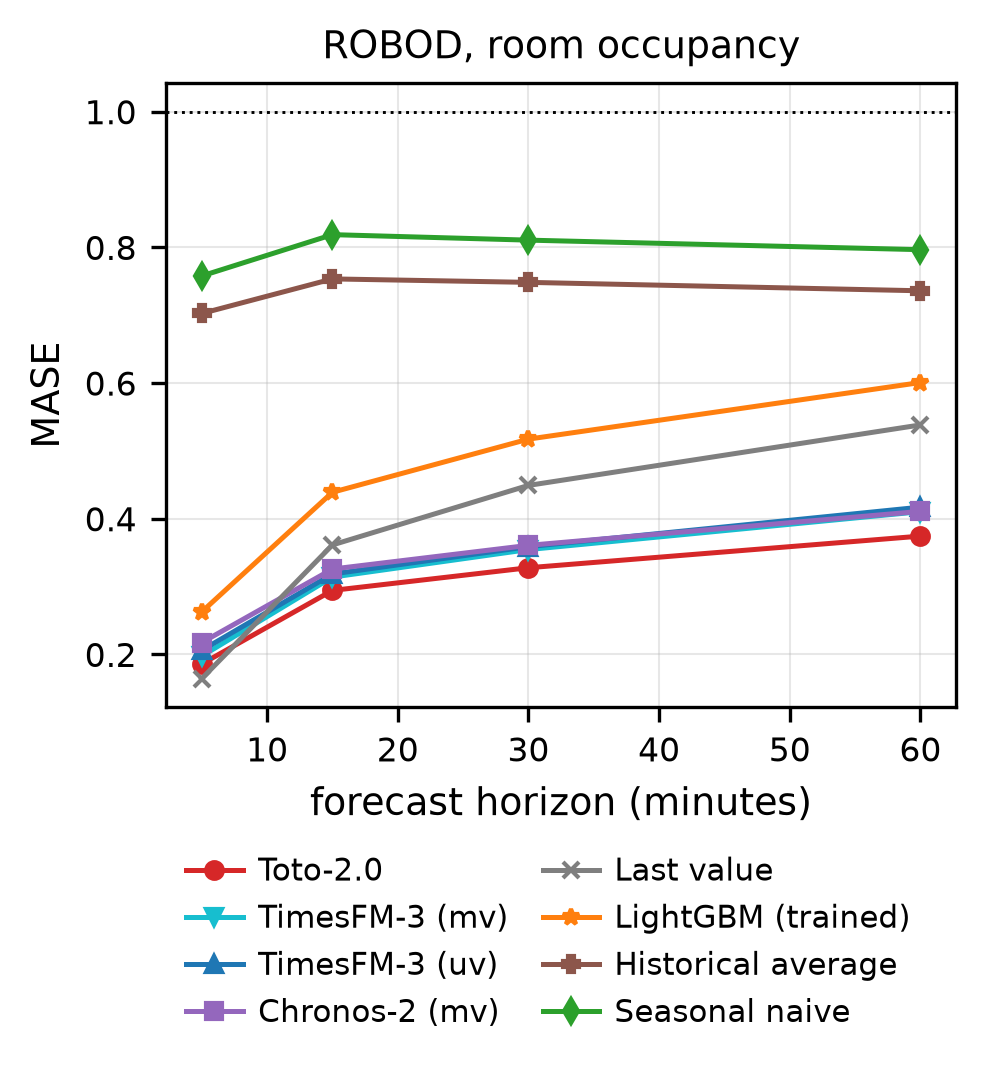 ROBOD, room occupancy
MASE
1.0
0.8
0.6
0.4
0.2
10 20 30 40 50 60
forecast horizon (minutes)
Toto-2.0 Last value
TimesFM-3 (mv) LightGBM (trained)
TimesFM-3 (uv) Historical average
Chronos-2 (mv) Seasonal naive